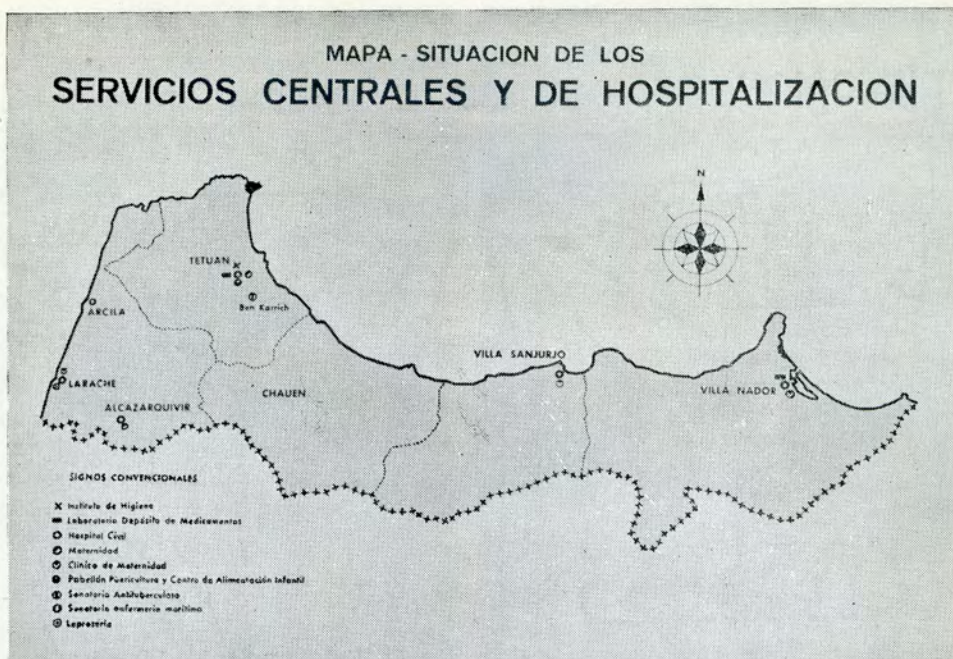 MAPA - SITUACION DE LOS
SERVICIOS CENTRALES Y DE HOSPITALIZACION
N
TETUAN
Ben Karrich
ARCILA
VILLA SANJURJO
LARACHE
CHAUEN
VILLA NADOR
ALCAZARQUIVIR
SIGNOS CONVENCIONALES
Instituto de Higiene
Laboratorio Depósito de Medicamentos
Hospital Civil
Maternidad
Clínica de Maternidad
Pabellón Puericultura y Centro de Alimentación Infantil
Sanatorio Antituberculoso
Sanatorio enfermería marítimo
Leprosería